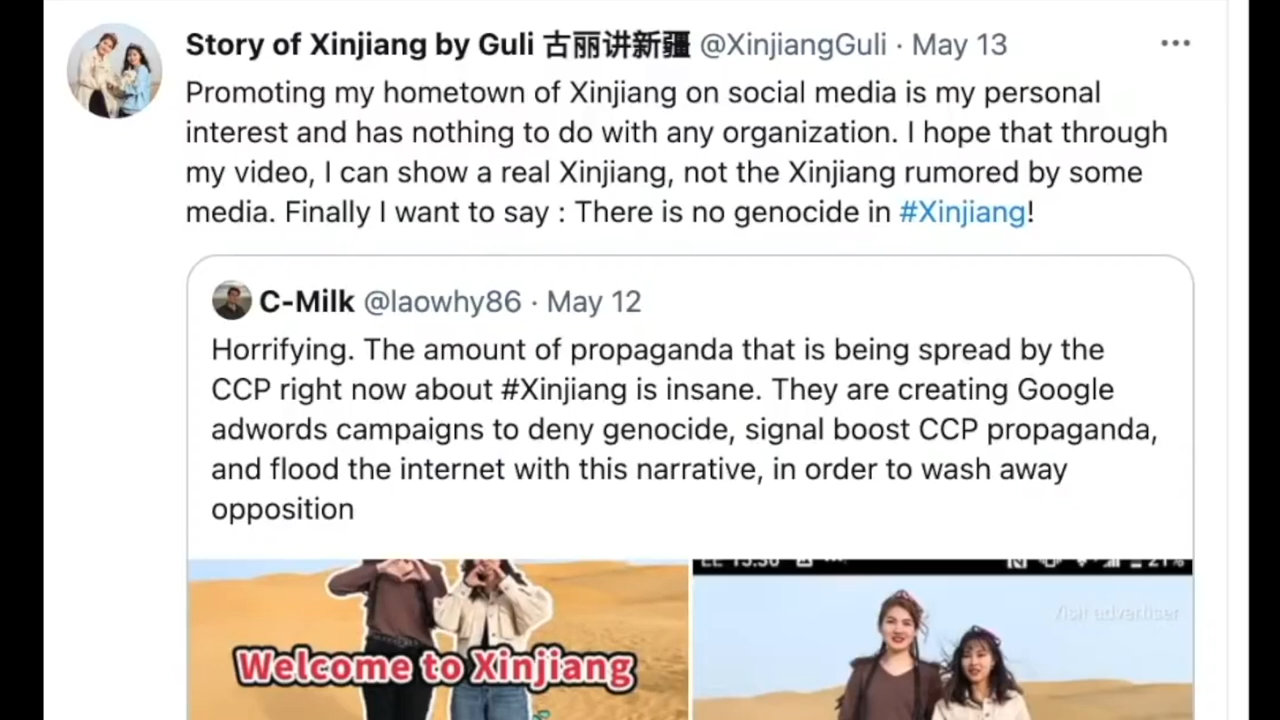 Story of Xinjiang by Guli 古丽讲新疆 @XinjiangGuli · May 13
Promoting my hometown of Xinjiang on social media is my personal
interest and has nothing to do with any organization. I hope that through
my video, I can show a real Xinjiang, not the Xinjiang rumored by some
media. Finally I want to say : There is no genocide in #Xinjiang!
C-Milk @laowhy86 · May 12
Horrifying. The amount of propaganda that is being spread by the
CCP right now about #Xinjiang is insane. They are creating Google
adwords campaigns to deny genocide, signal boost CCP propaganda,
and flood the internet with this narrative, in order to wash away
opposition
Welcome to Xinjiang
Visit advertiser